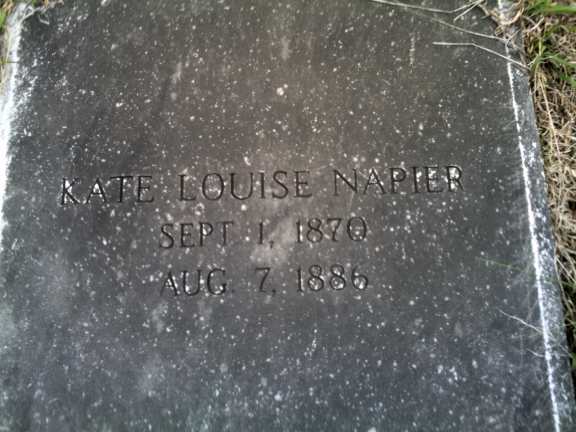 KATE LOUISE NAPIER
SEPT 1, 1870
AUG. 7, 1886